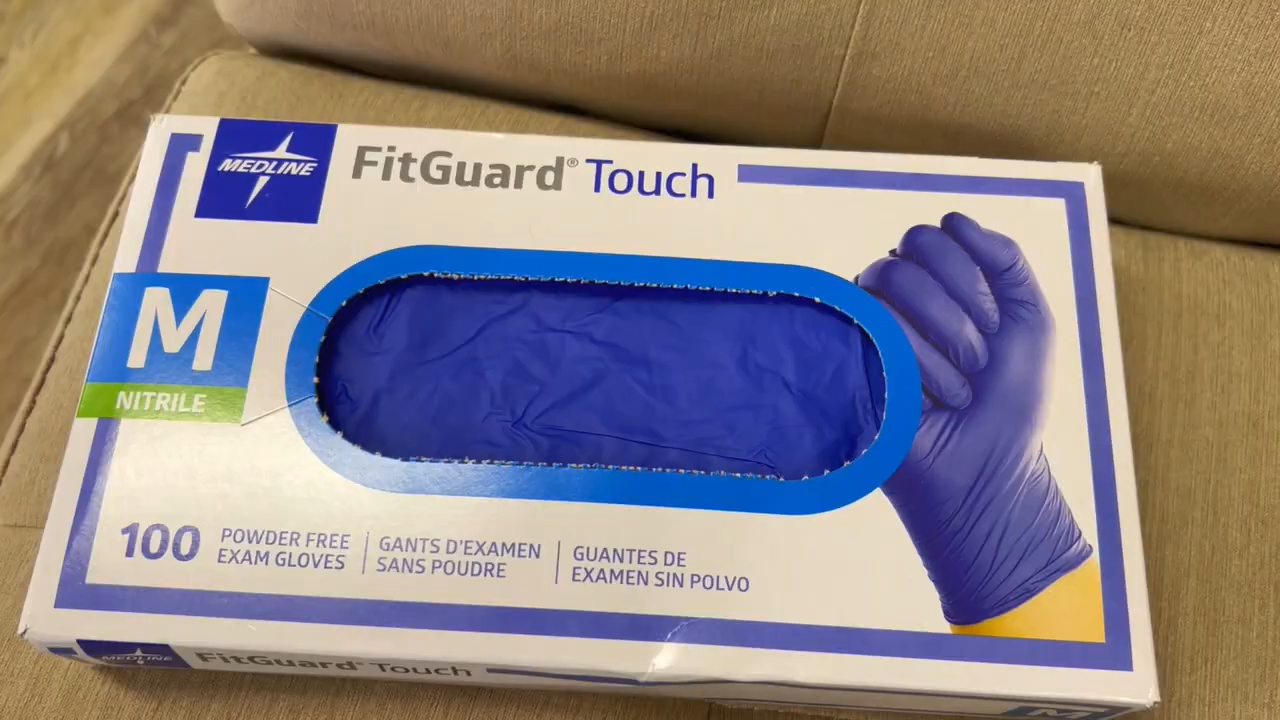 MEDLINE
FitGuard® Touch
M
NITRILE
100
POWDER FREE
EXAM GLOVES
GANTS D'EXAMEN
SANS POUDRE
GUANTES DE
EXAMEN SIN POLVO
MEDLINE
FitGuard® Touch
M